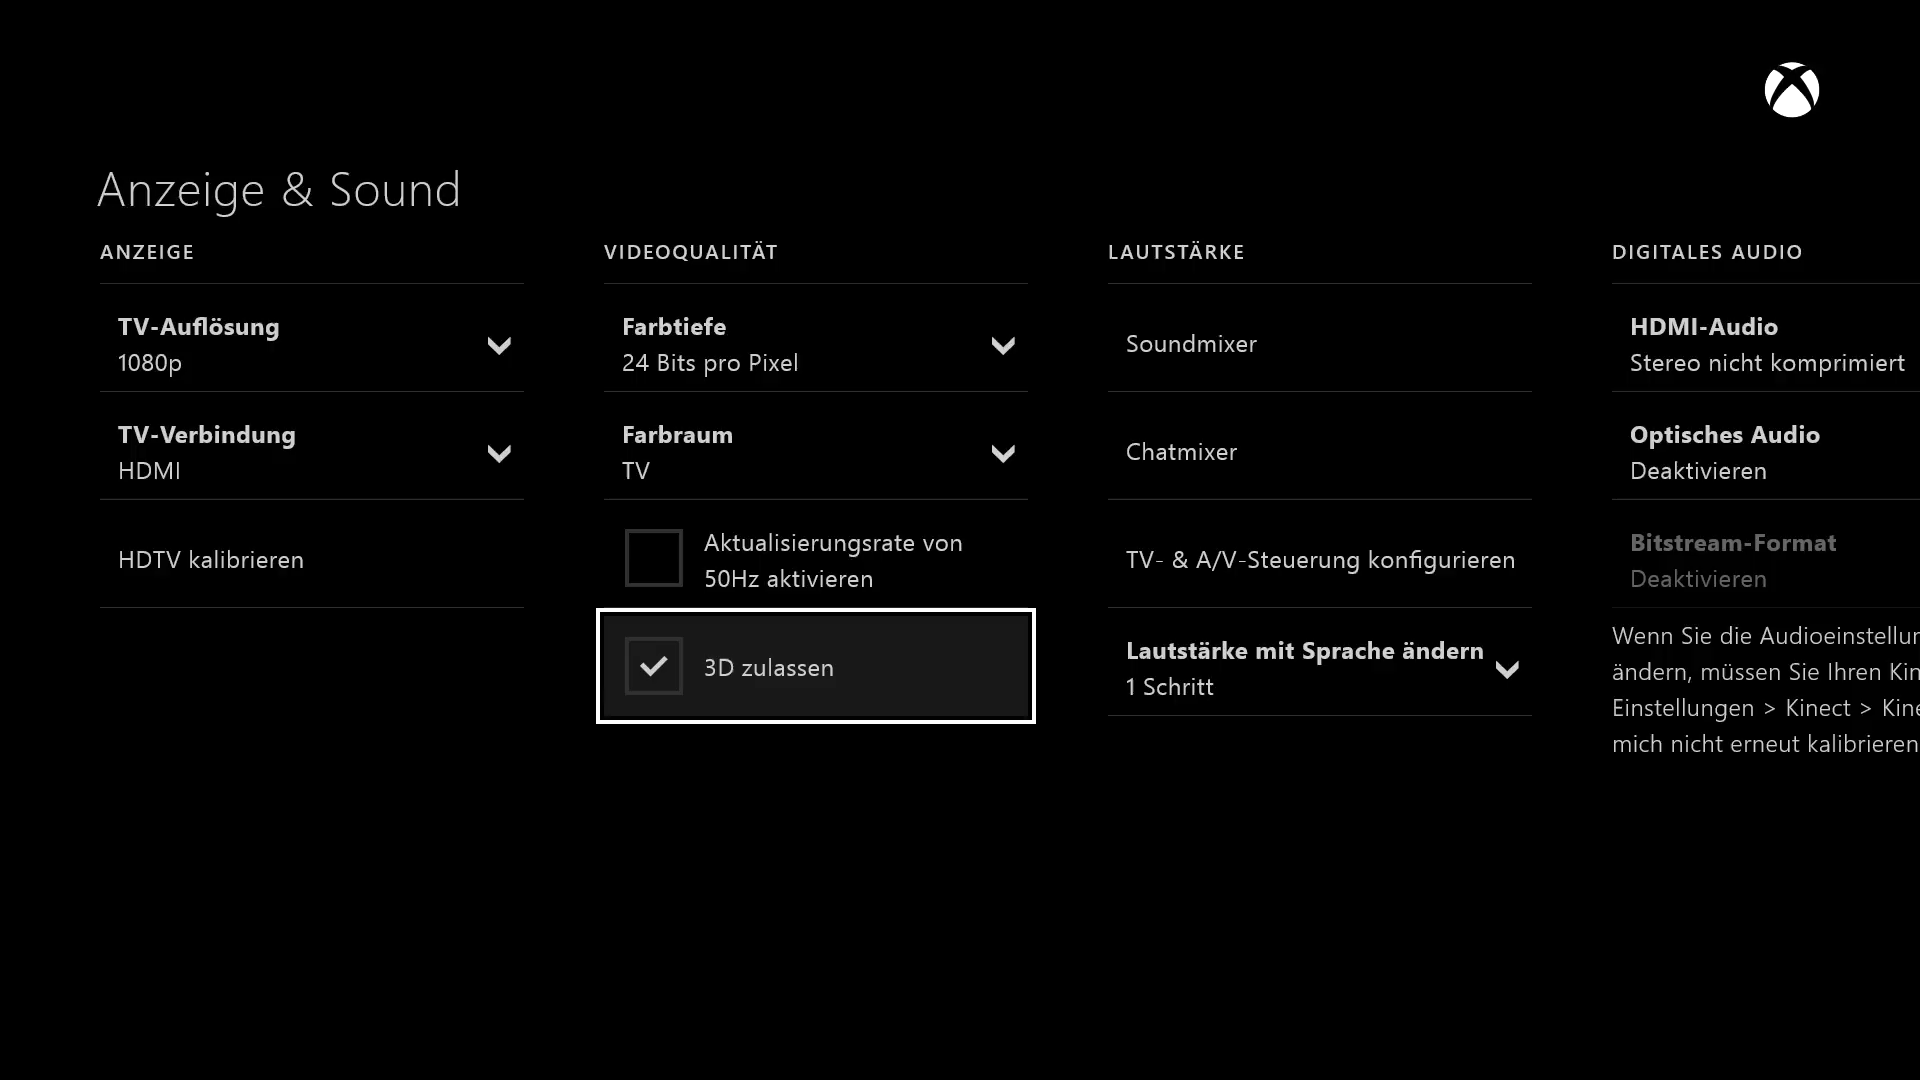 Anzeige & Sound
ANZEIGE
TV-Auflösung
1080p
TV-Verbindung
HDMI
HDTV kalibrieren
VIDEOQUALITÄT
Farbtiefe
24 Bits pro Pixel
Farbraum
TV
Aktualisierungsrate von
50Hz aktivieren
3D zulassen
LAUTSTÄRKE
Soundmixer
Chatmixer
TV- & A/V-Steuerung konfigurieren
Lautstärke mit Sprache ändern
1 Schritt
DIGITALES AUDIO
HDMI-Audio
Stereo nicht komprimiert
Optisches Audio
Deaktivieren
Bitstream-Format
Deaktivieren
Wenn Sie die
ändern, müssen Sie Ihren
Einstellungen > Kinect >
mich nicht erneut kalibrieren